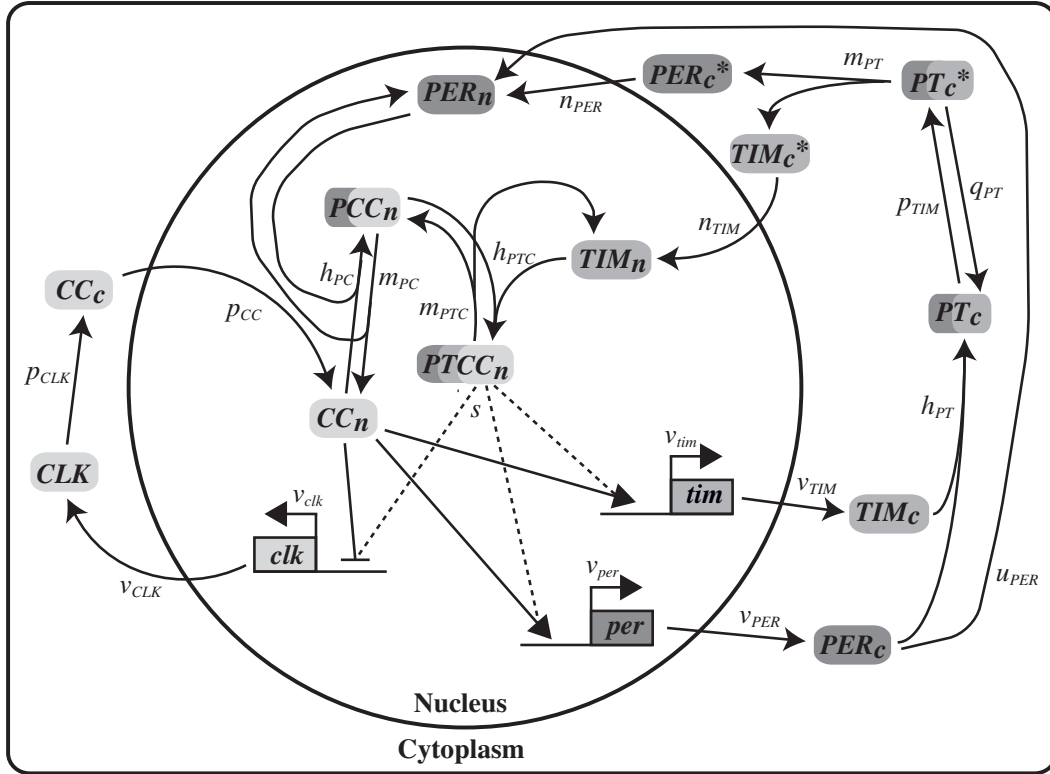 m_PT
PER_n
PER_c*
PT_c*
n_PER
TIM_c*
PCC_n
p_TIM
q_PT
n_TIM
h_PC
m_PC
h_PTC
TIM_n
CC_c
p_CC
m_PTC
PT_c
p_CLK
PTCC_n
s
h_PT
CC_n
v_tim
CLK
tim
v_TIM
TIM_c
v_clk
clk
v_CLK
v_per
u_PER
per
v_PER
PER_c
Nucleus
Cytoplasm